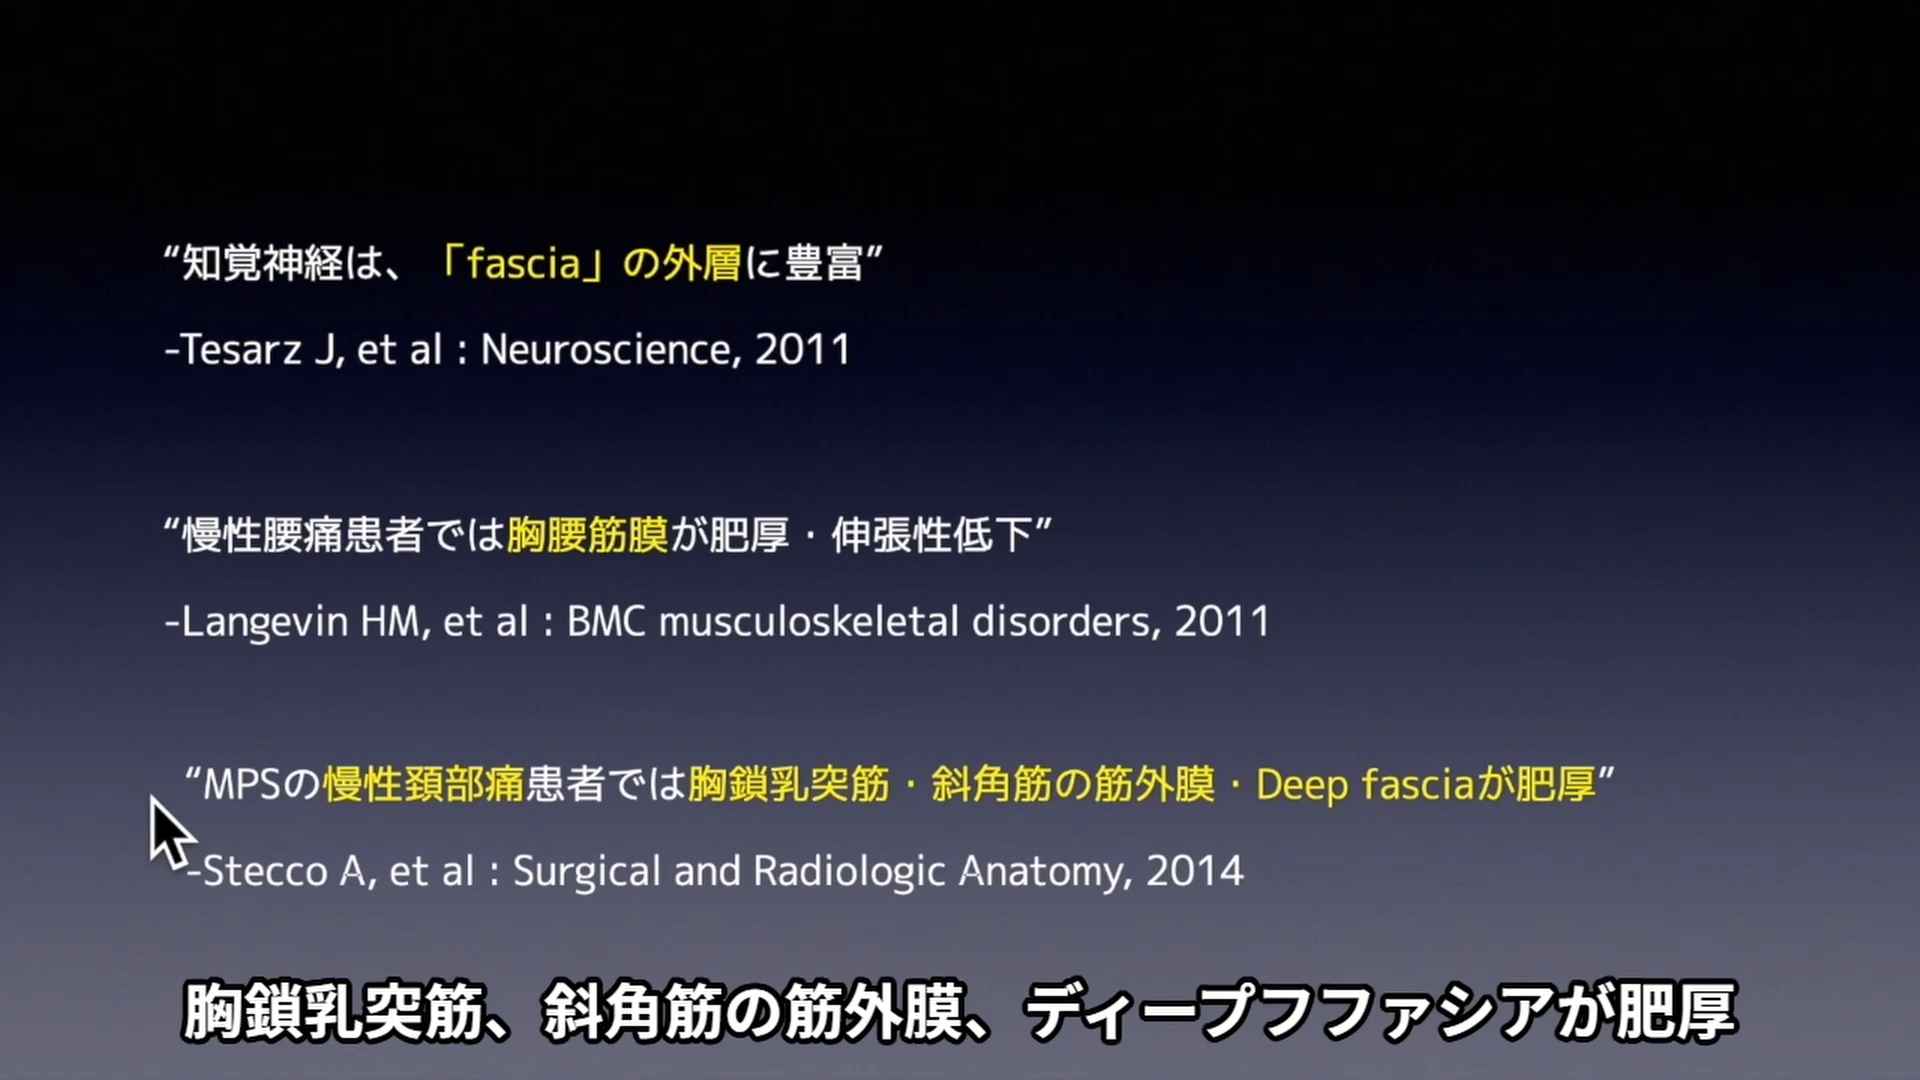 “知覚神経は、「fascia」の外層に豊富”
-Tesarz J, et al : Neuroscience, 2011
“慢性腰痛患者では胸腰筋膜が肥厚・伸張性低下”
-Langevin HM, et al : BMC musculoskeletal disorders, 2011
“MPSの慢性頚部痛患者では胸鎖乳突筋・斜角筋の筋外膜・Deep fasciaが肥厚”
-Stecco A, et al : Surgical and Radiologic Anatomy, 2014
胸鎖乳突筋、斜角筋の筋外膜、ディープフファシアが肥厚